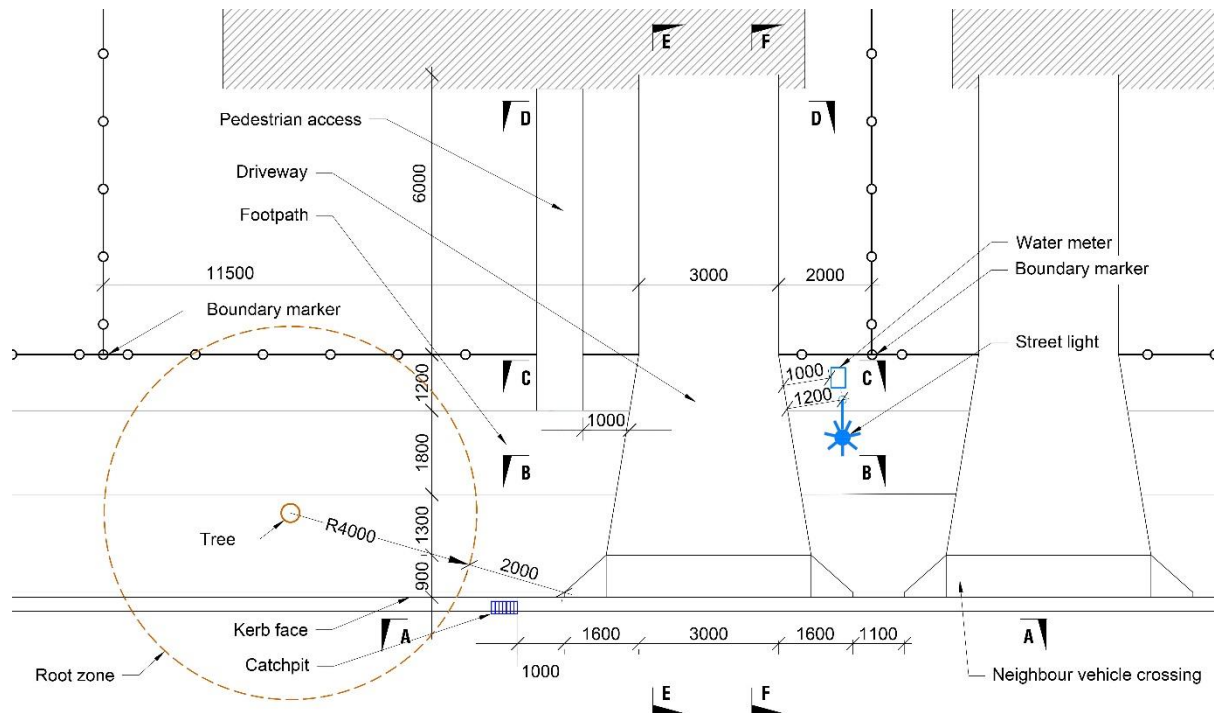 E
F
D
D
Pedestrian access
Driveway
Footpath
6000
11500
3000
2000
Water meter
Boundary marker
Boundary marker
Street light
C
1000
C
1200
1200
1000
B
B
1800
1300
Tree
R4000
2000
900
Kerb face
A
Catchpit
Root zone
1600
3000
1600
1100
A
1000
Neighbour vehicle crossing
E
F